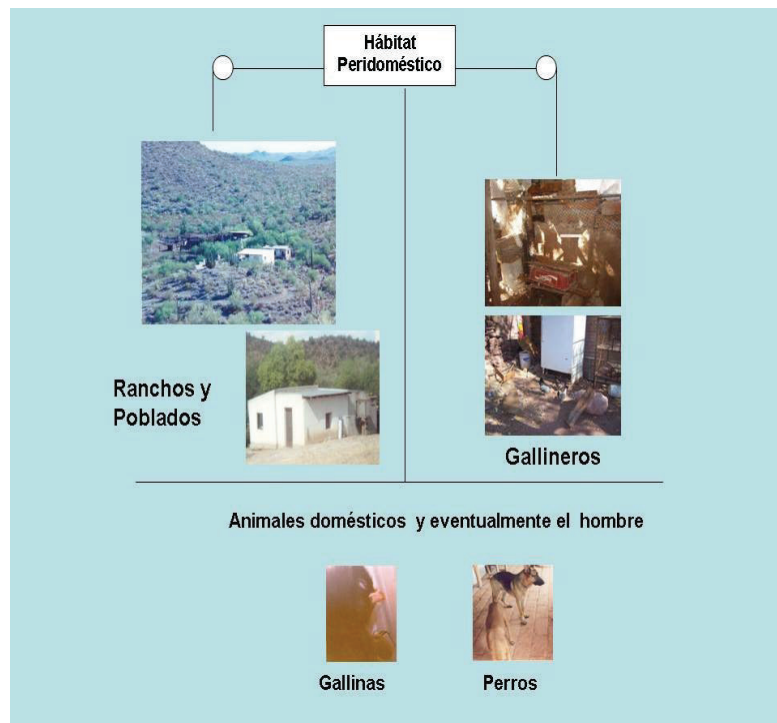 Hábitat
Peridoméstico
Ranchos y
Poblados
Gallineros
Animales domésticos y eventualmente el hombre
Gallinas
Perros